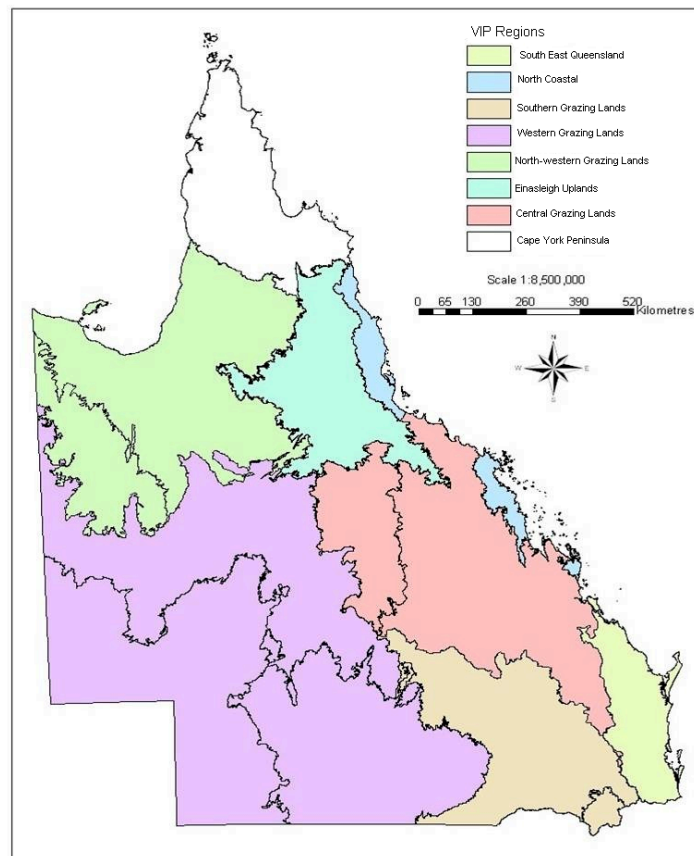 VIP Regions
South East Queensland
North Coastal
Southern Grazing Lands
Western Grazing Lands
North-western Grazing Lands
Einasleigh Uplands
Central Grazing Lands
Cape York Peninsula
Scale 1:8,500,000
0 65 130 260 390 520
Kilometres
N
W E
S